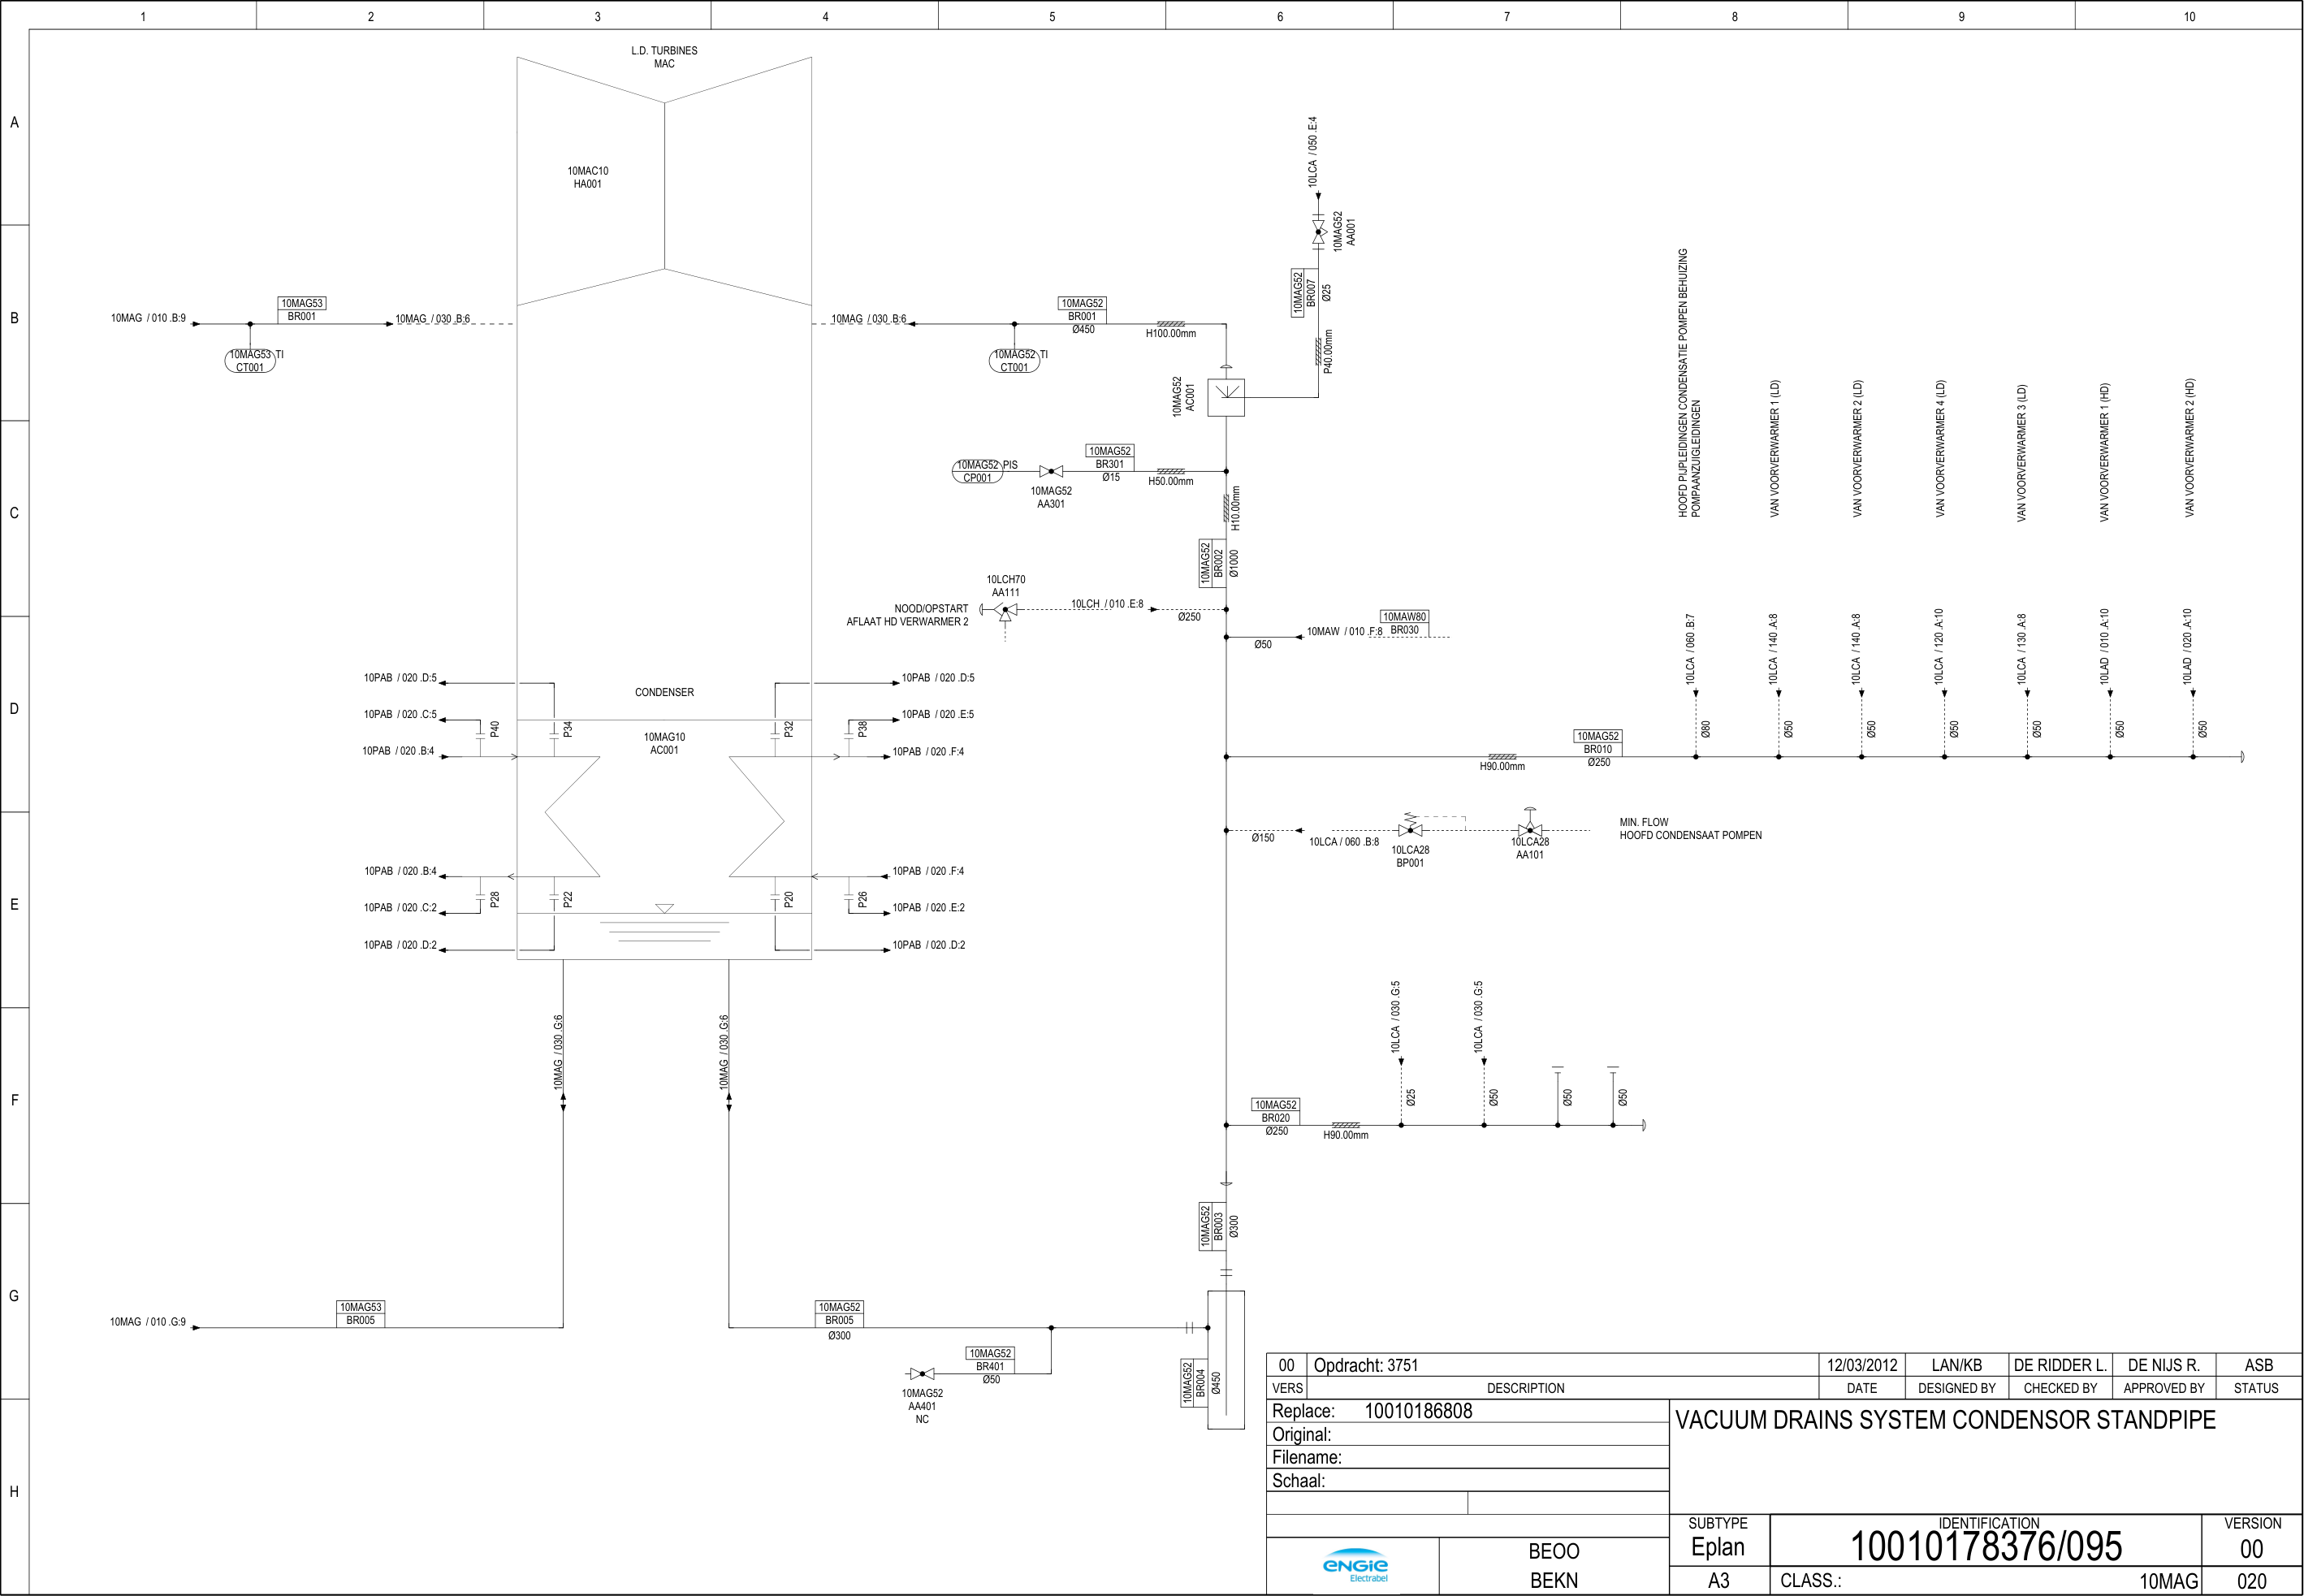 1 2 3 4 5 6 7 8 9 10
A
B
C
D
E
F
G
H
L.D. TURBINES
MAC
10MAC10
HA001
10MAG / 010 .B:9
10MAG53
BR001
10MAG / 030 .B:6
10MAG53 TI
CT001
10MAG / 030 .B:6
10MAG52
BR001
Ø450
10MAG52 TI
CT001
H100.00mm
10LCA / 050 .E:4
10MAG52
AA001
10MAG52
BR007
Ø25
P40.00mm
10MAG52
AC001
10MAG52 PIS
CP001
10MAG52
AA301
10MAG52
BR301
Ø15
H50.00mm
H10.00mm
10MAG52
BR002
Ø1000
10LCH70
AA111
NOOD/OPSTART
AFLAAT HD VERWARMER 2
10LCH / 010 .E:8
Ø250
Ø50
10MAW / 010 .F:8
10MAW80
BR030
HOOFD PIJPLEIDINGEN CONDENSATIE POMPEN BEHUIZING
POMPAANZUIGLEIDINGEN
VAN VOORVERWARMER 1 (LD)
VAN VOORVERWARMER 2 (LD)
VAN VOORVERWARMER 4 (LD)
VAN VOORVERWARMER 3 (LD)
VAN VOORVERWARMER 1 (HD)
VAN VOORVERWARMER 2 (HD)
10LCA / 060 .B:7
10LCA / 140 .A:8
10LCA / 140 .A:8
10LCA / 120 .A:10
10LCA / 130 .A:8
10LAD / 010 .A:10
10LAD / 020 .A:10
Ø80
Ø50
Ø50
Ø50
Ø50
Ø50
Ø50
H90.00mm
10MAG52
BR010
Ø250
CONDENSER
10MAG10
AC001
10PAB / 020 .D:5
10PAB / 020 .C:5
10PAB / 020 .B:4
P40
P34
P32
P38
10PAB / 020 .D:5
10PAB / 020 .E:5
10PAB / 020 .F:4
10PAB / 020 .B:4
10PAB / 020 .C:2
10PAB / 020 .D:2
P28
P22
P20
P26
10PAB / 020 .F:4
10PAB / 020 .E:2
10PAB / 020 .D:2
Ø150
10LCA / 060 .B:8
10LCA28
BP001
10LCA28
AA101
MIN. FLOW
HOOFD CONDENSAAT POMPEN
10MAG / 030 .G:6
10MAG / 030 .G:6
10LCA / 030 .G:5
10LCA / 030 .G:5
Ø25
Ø50
Ø50
Ø50
10MAG52
BR020
Ø250
H90.00mm
10MAG52
BR003
Ø300
10MAG / 010 .G:9
10MAG53
BR005
10MAG52
BR005
Ø300
10MAG52
BR401
Ø50
10MAG52
AA401
NC
10MAG52
BR004
Ø450
00 Opdracht: 3751 12/03/2012 LAN/KB DE RIDDER L. DE NIJS R. ASB
VERS DESCRIPTION DATE DESIGNED BY CHECKED BY APPROVED BY STATUS
Replace: 10010186808
Original:
Filename:
Schaal:
VACUUM DRAINS SYSTEM CONDENSOR STANDPIPE
ENGIE
Electrabel
BEOO
BEKN
SUBTYPE
Eplan
A3
IDENTIFICATION
10010178376/095
CLASS.: 10MAG
VERSION
00
020